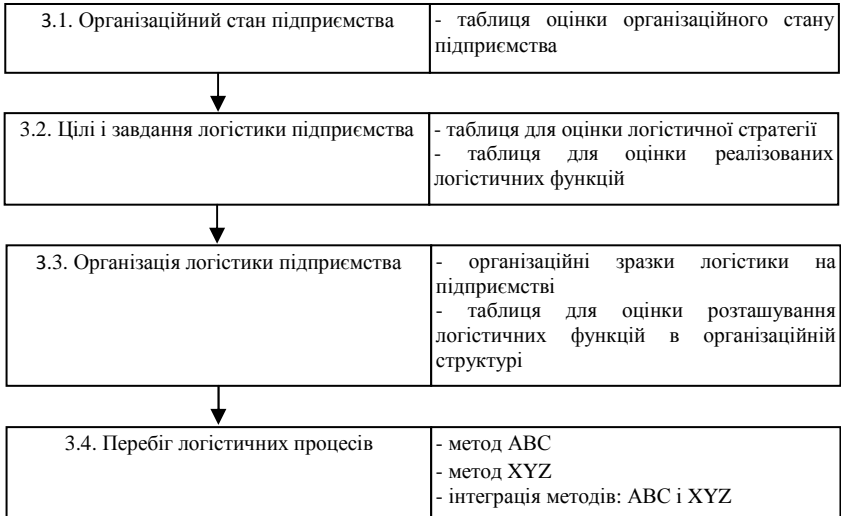 3.1. Організаційний стан підприємства
- таблиця оцінки організаційного стану
підприємства
3.2. Цілі і завдання логістики підприємства
- таблиця для оцінки логістичної стратегії
- таблиця для оцінки реалізованих
логістичних функцій
3.3. Організація логістики підприємства
- організаційні зразки логістики на
підприємстві
- таблиця для оцінки розташування
логістичних функцій в організаційній
структурі
3.4. Перебіг логістичних процесів
- метод ABC
- метод XYZ
- інтеграція методів: ABC і XYZ